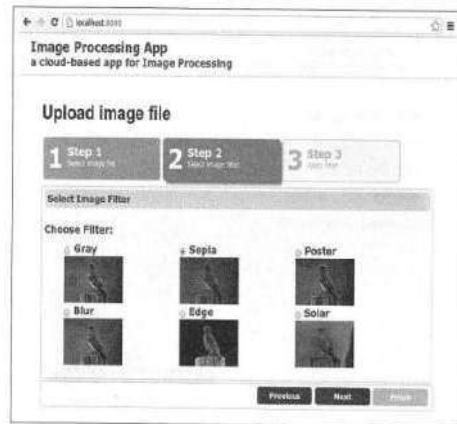 localhost:8080
Image Processing App
a cloud-based app for Image Processing
Upload image file
1 Step 1
Select image file
2 Step 2
Select image filter
3 Step 3
Select Image Filter
Choose Filter:
Gray
Sepia
Poster
Blur
Edge
Solar
Previous
Next
Finish